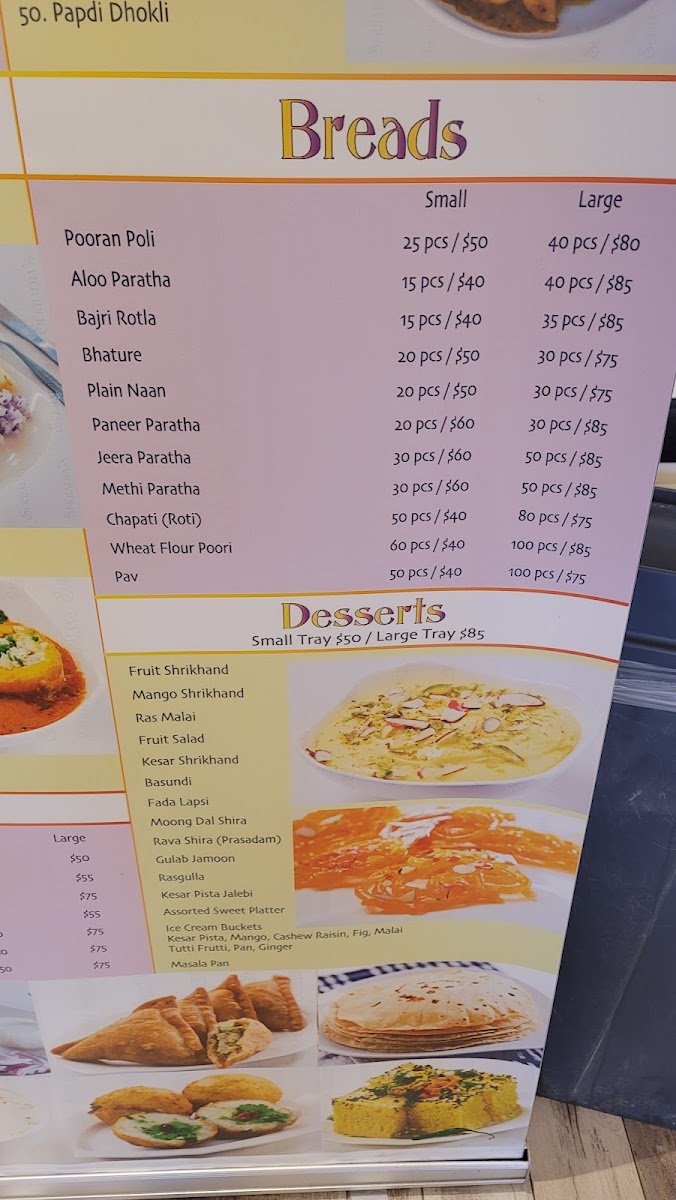 50. Papdi Dhokli
Breads
Small Large
Pooran Poli 25 pcs / $50 40 pcs / $80
Aloo Paratha 15 pcs / $40 40 pcs / $85
Bajri Rotla 15 pcs / $40 35 pcs / $85
Bhature 20 pcs / $50 30 pcs / $75
Plain Naan 20 pcs / $50 30 pcs / $75
Paneer Paratha 20 pcs / $60 30 pcs / $85
Jeera Paratha 30 pcs / $60 50 pcs / $85
Methi Paratha 30 pcs / $60 50 pcs / $85
Chapati (Roti) 50 pcs / $40 80 pcs / $75
Wheat Flour Poori 60 pcs / $40 100 pcs / $85
Pav 50 pcs / $40 100 pcs / $75
Desserts
Small Tray $50 / Large Tray $85
Fruit Shrikhand
Mango Shrikhand
Ras Malai
Fruit Salad
Kesar Shrikhand
Basundi
Fada Lapsi
Moong Dal Shira
Rava Shira (Prasadam)
Gulab Jamoon
Rasgulla
Kesar Pista Jalebi
Assorted Sweet Platter
Ice Cream Buckets
Kesar Pista, Mango, Cashew Raisin, Fig, Malai
Tutti Frutti, Pan, Ginger
Masala Pan
Large
$50
$55
$75
$55
$75
$75
$75